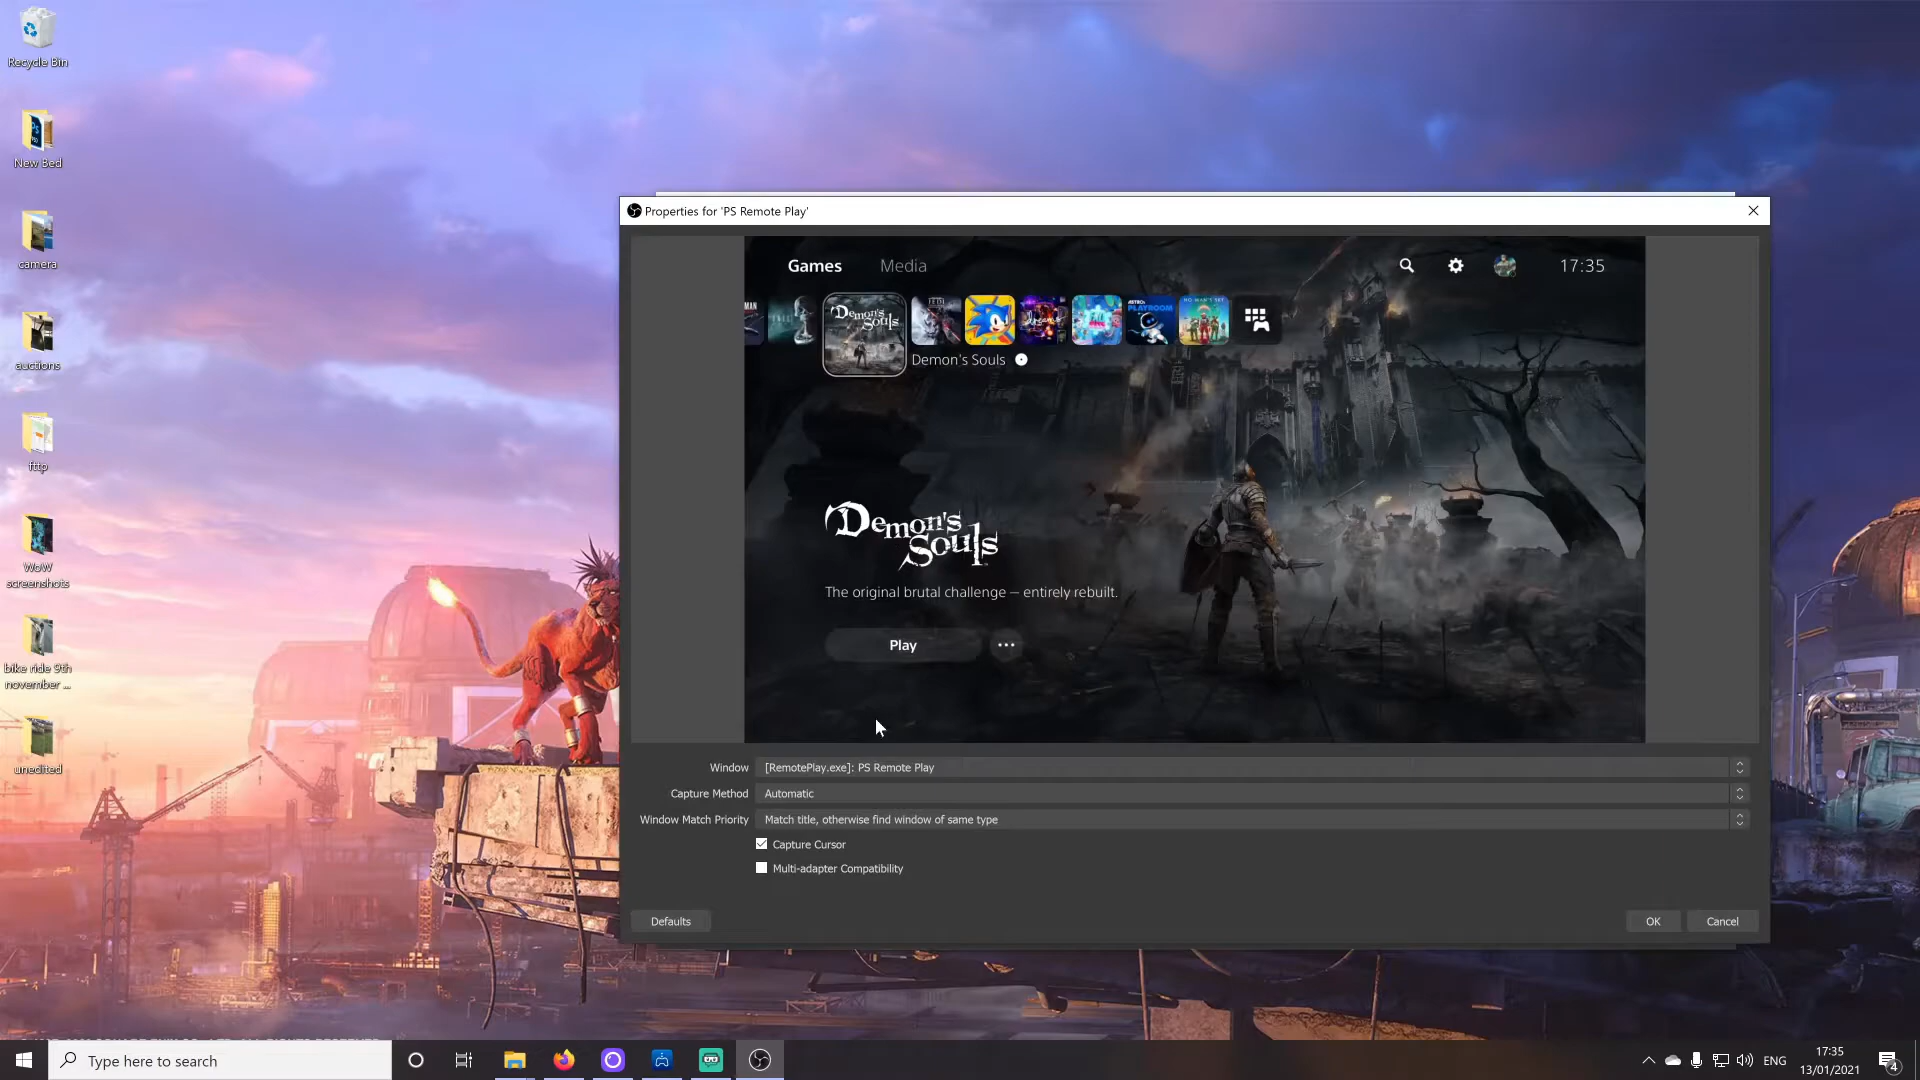 Recycle Bin
New Bed
camera
auctions
fttp
WoW
screenshots
bike ride 9th
november ...
unedited
Properties for 'PS Remote Play'
Games
Media
17:35
Demon's Souls
Demon's
Souls
The original brutal challenge – entirely rebuilt.
Play
Window
[RemotePlay.exe]: PS Remote Play
Capture Method
Automatic
Window Match Priority
Match title, otherwise find window of same type
Capture Cursor
Multi-adapter Compatibility
Defaults
OK
Cancel
Type here to search
ENG
17:35
13/01/2021
4